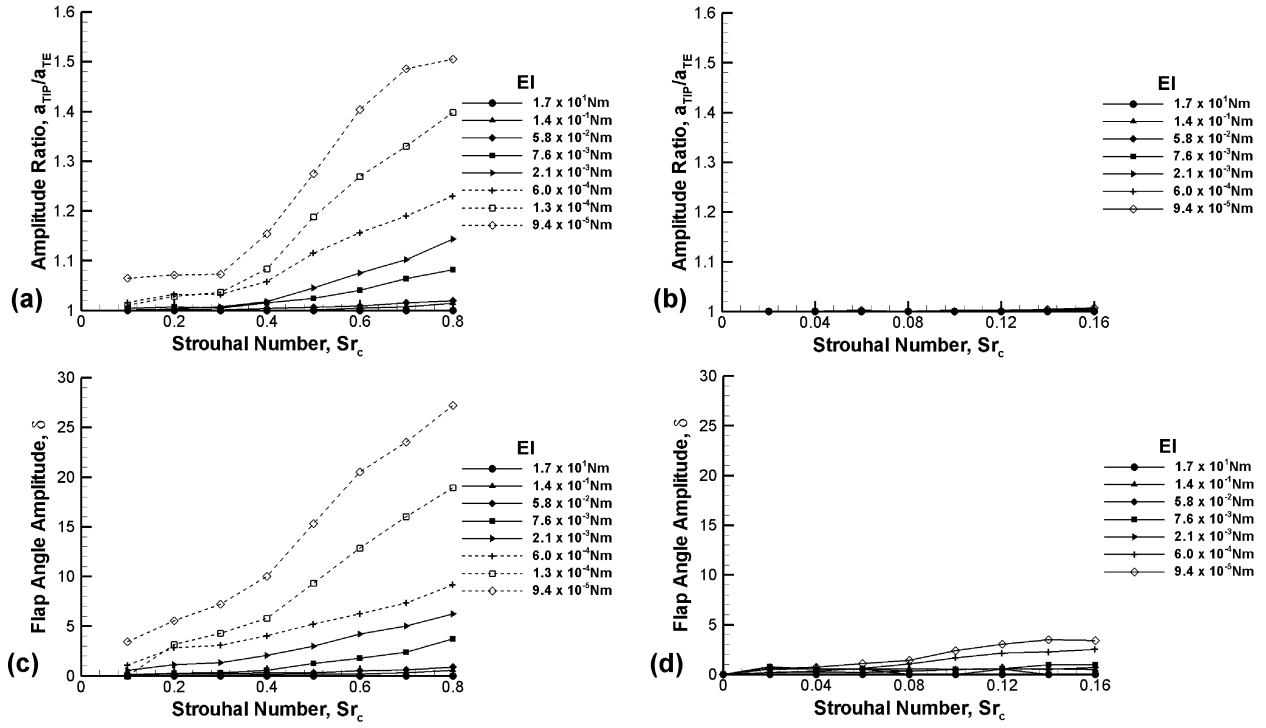 (a)
Amplitude Ratio, a_TIP/a_TE
1.6
1.5
1.4
1.3
1.2
1.1
1
0
0.2
0.4
0.6
0.8
Strouhal Number, Sr_c
EI
1.7 x 10¹Nm
1.4 x 10⁻¹Nm
5.8 x 10⁻²Nm
7.6 x 10⁻³Nm
2.1 x 10⁻³Nm
6.0 x 10⁻⁴Nm
1.3 x 10⁻⁴Nm
9.4 x 10⁻⁵Nm
(b)
Amplitude Ratio, a_TIP/a_TE
1.6
1.5
1.4
1.3
1.2
1.1
1
0
0.04
0.08
0.12
0.16
Strouhal Number, Sr_c
EI
1.7 x 10¹Nm
1.4 x 10⁻¹Nm
5.8 x 10⁻²Nm
7.6 x 10⁻³Nm
2.1 x 10⁻³Nm
6.0 x 10⁻⁴Nm
9.4 x 10⁻⁵Nm
(c)
Flap Angle Amplitude, δ
30
25
20
15
10
5
0
0
0.2
0.4
0.6
0.8
Strouhal Number, Sr_c
EI
1.7 x 10¹Nm
1.4 x 10⁻¹Nm
5.8 x 10⁻²Nm
7.6 x 10⁻³Nm
2.1 x 10⁻³Nm
6.0 x 10⁻⁴Nm
1.3 x 10⁻⁴Nm
9.4 x 10⁻⁵Nm
(d)
Flap Angle Amplitude, δ
30
25
20
15
10
5
0
0
0.04
0.08
0.12
0.16
Strouhal Number, Sr_c
EI
1.7 x 10¹Nm
1.4 x 10⁻¹Nm
5.8 x 10⁻²Nm
7.6 x 10⁻³Nm
2.1 x 10⁻³Nm
6.0 x 10⁻⁴Nm
9.4 x 10⁻⁵Nm